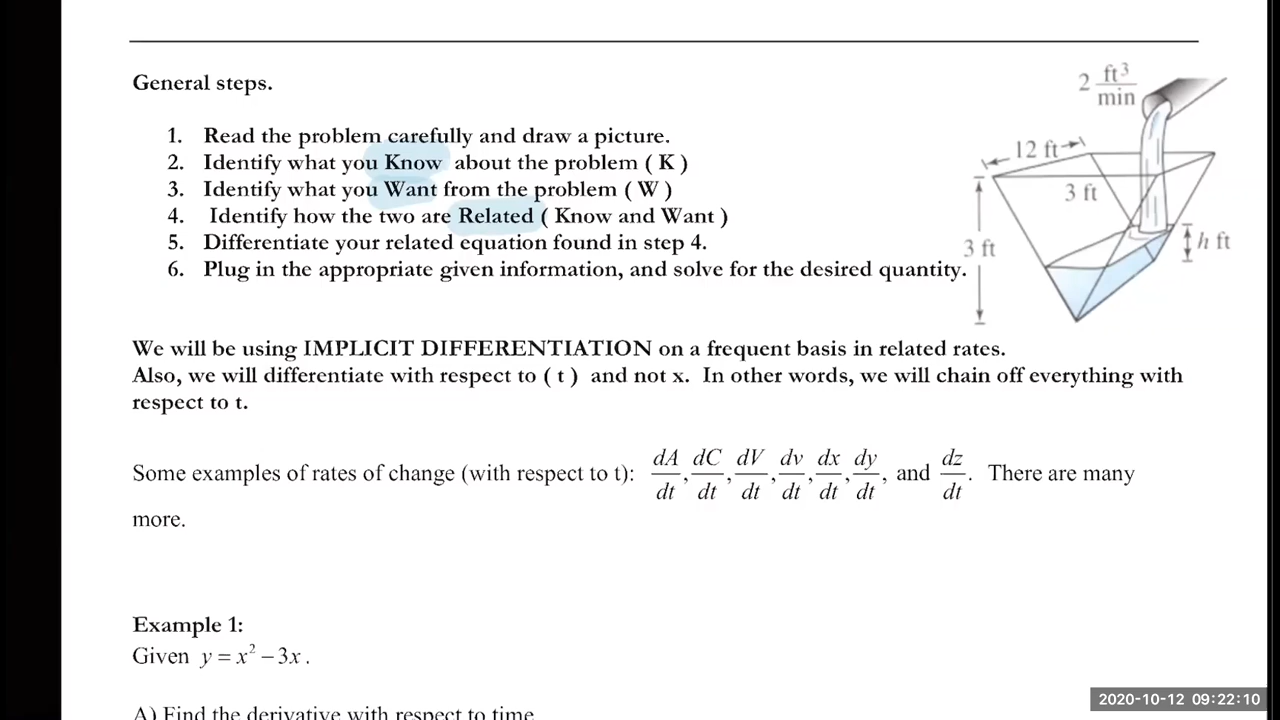 General steps.
1. Read the problem carefully and draw a picture.
2. Identify what you Know about the problem ( K )
3. Identify what you Want from the problem ( W )
4. Identify how the two are Related ( Know and Want )
5. Differentiate your related equation found in step 4.
6. Plug in the appropriate given information, and solve for the desired quantity.
2 ft³/min
12 ft
3 ft
3 ft
h ft
We will be using IMPLICIT DIFFERENTIATION on a frequent basis in related rates.
Also, we will differentiate with respect to ( t ) and not x. In other words, we will chain off everything with
respect to t.
Some examples of rates of change (with respect to t): dA/dt, dC/dt, dV/dt, dv/dt, dx/dt, dy/dt, and dz/dt. There are many
more.
Example 1:
Given y = x² − 3x.
A) Find the derivative with respect to time
2020-10-12 09:22:10